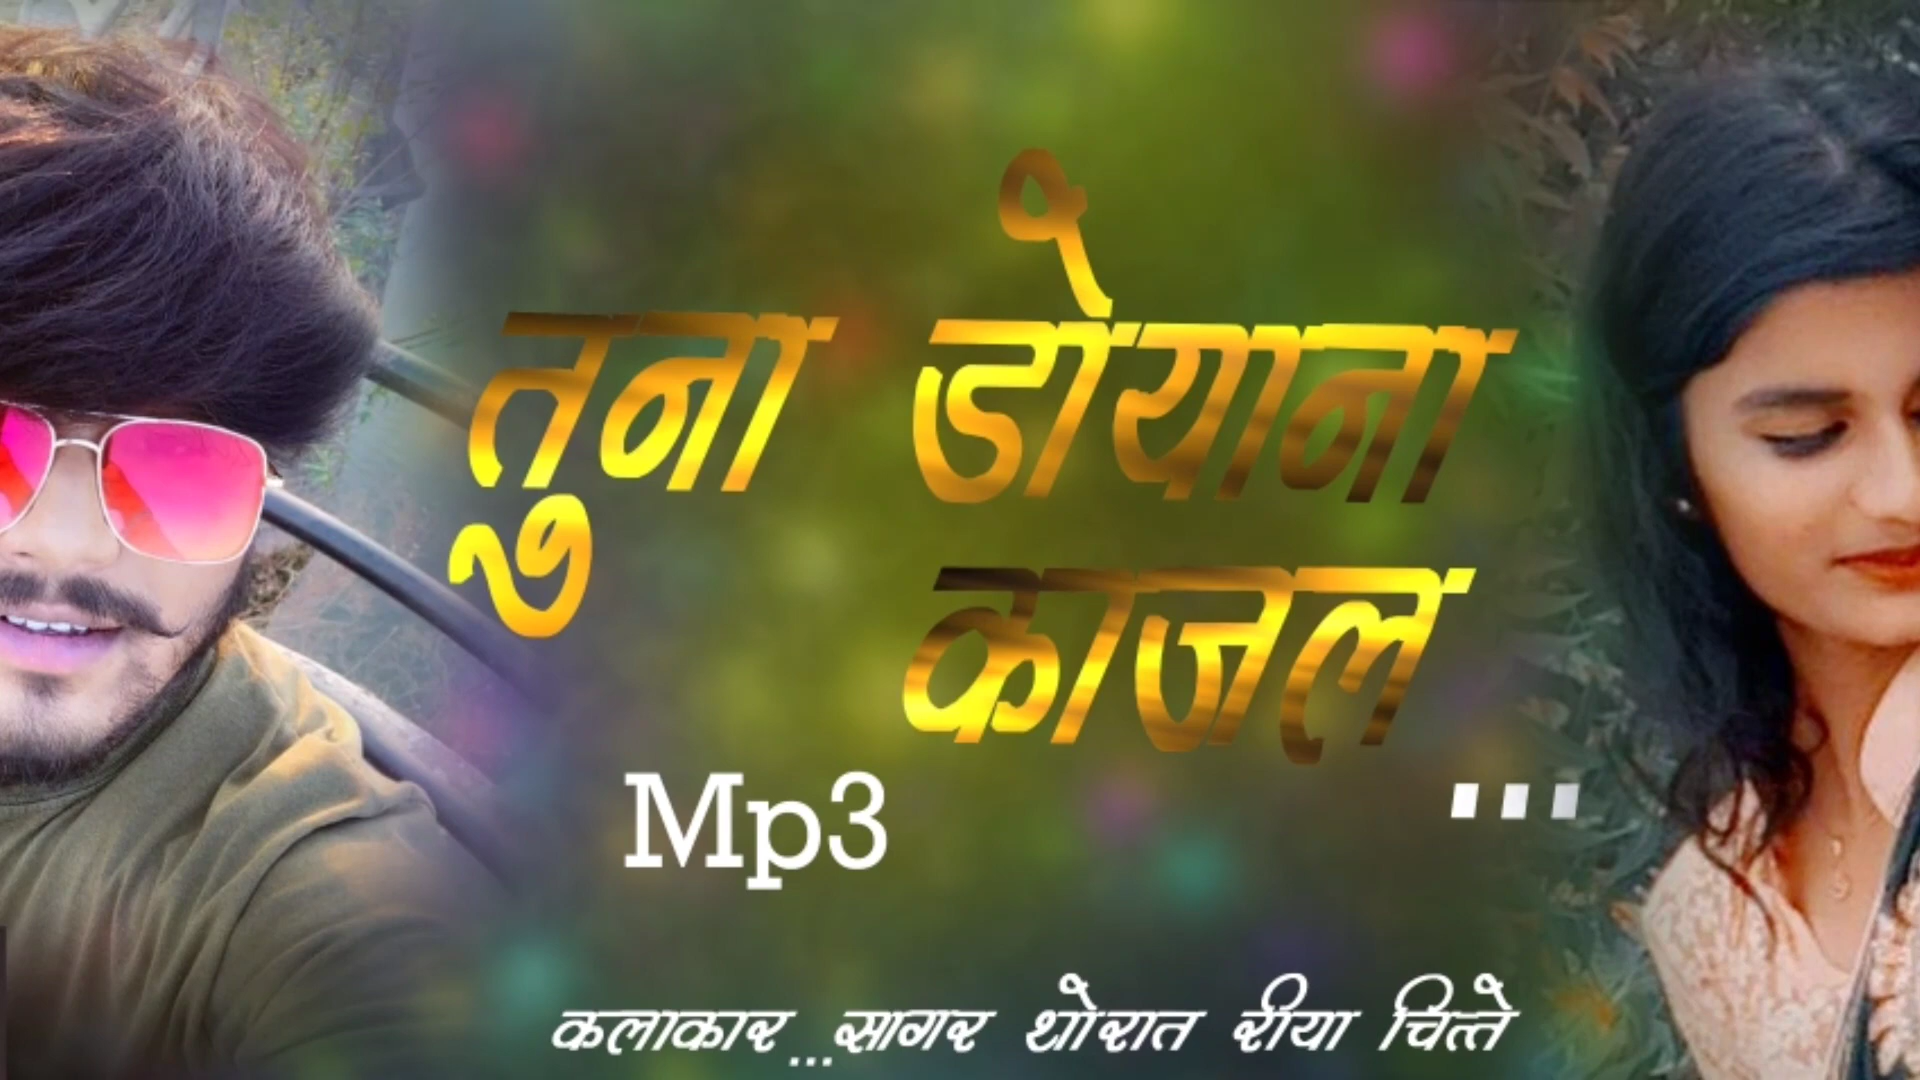 तुना डोयाना
काजल
Mp3 ...
कलाकार...सागर थोरात रीया चित्ते